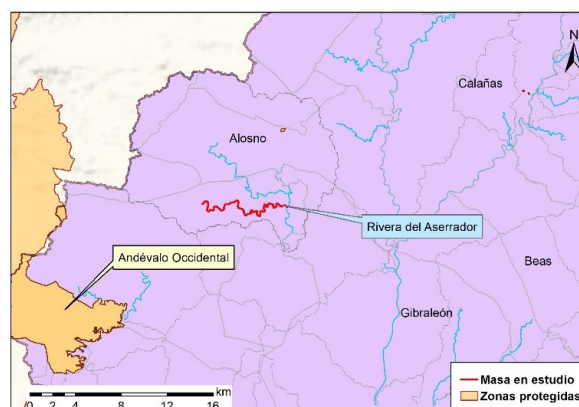 N
Calañas
Alosno
Rivera del Aserrador
Andévalo Occidental
Beas
Gibraleón
km
0 2 4 8 12 16
Masa en estudio
Zonas protegidas